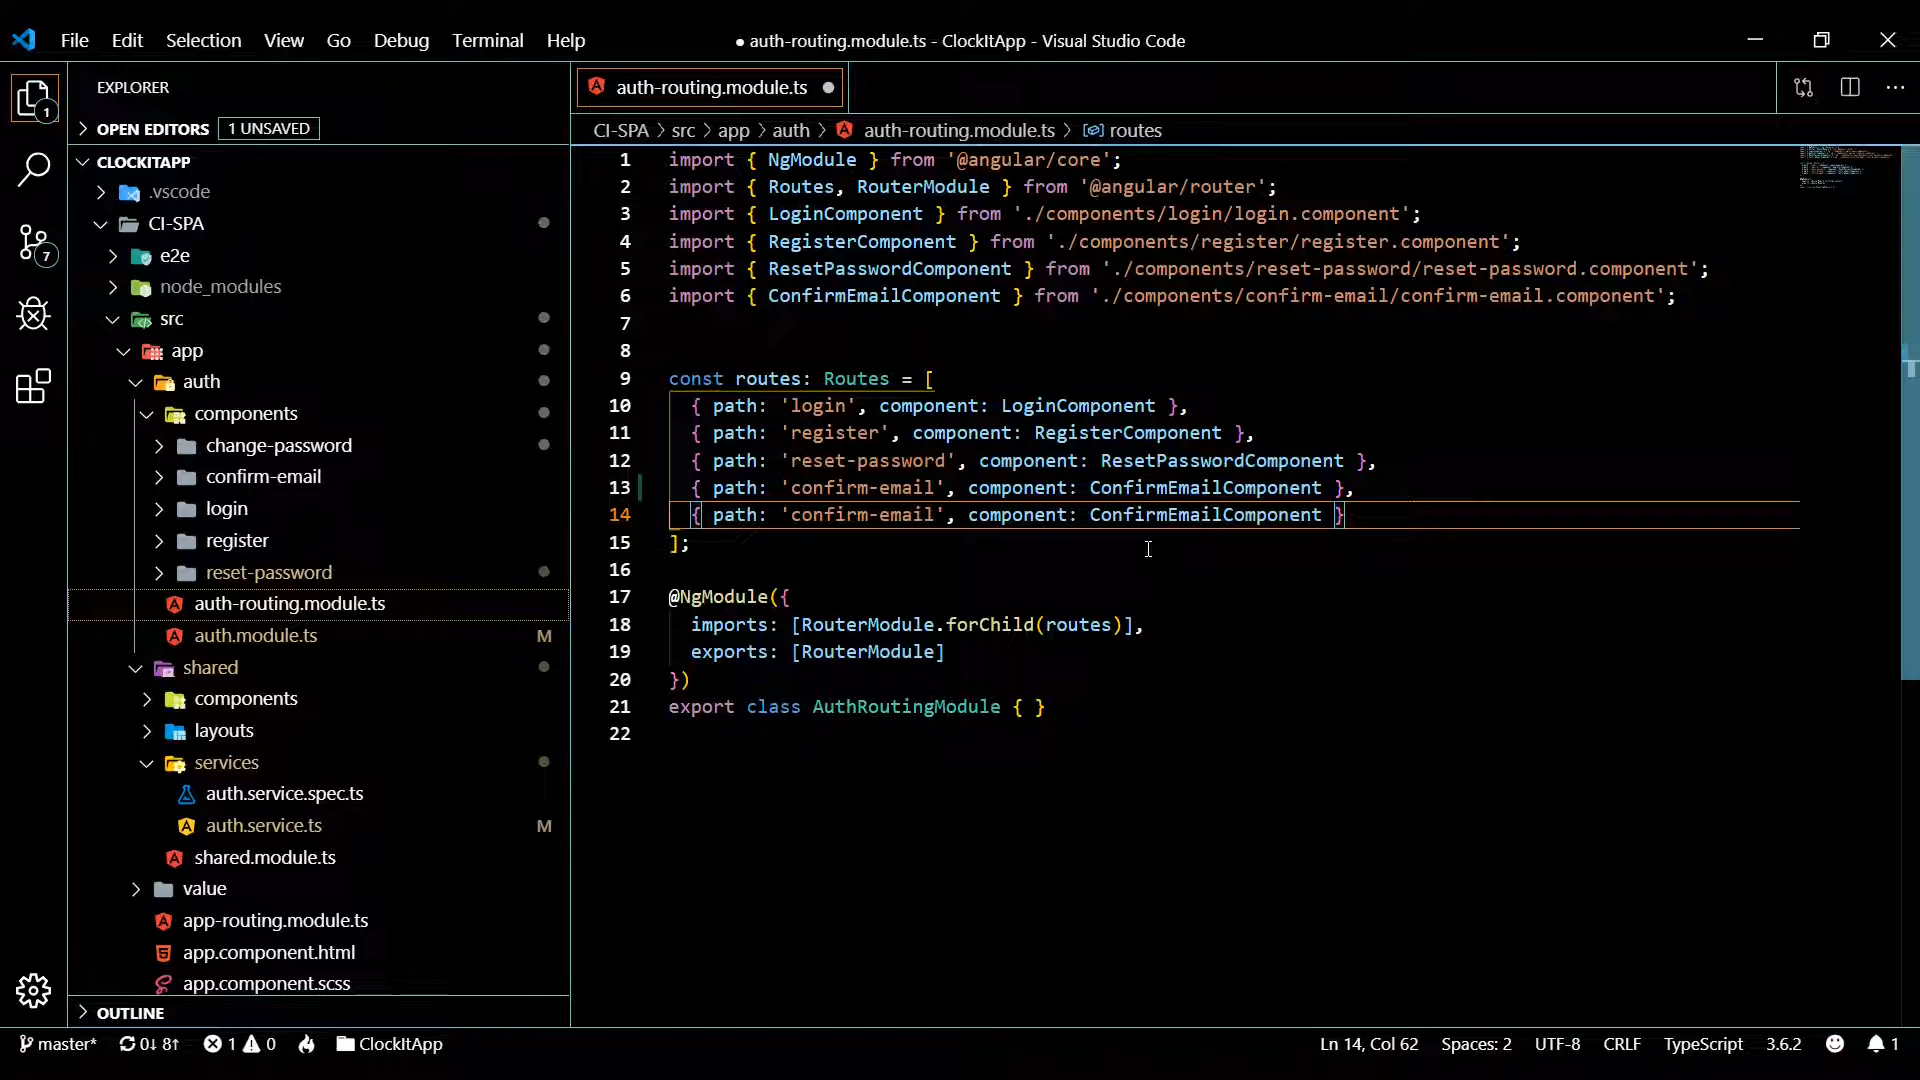 File Edit Selection View Go Debug Terminal Help
● auth-routing.module.ts - ClockItApp - Visual Studio Code
1
7
EXPLORER
OPEN EDITORS 1 UNSAVED
CLOCKITAPP
.vscode
CI-SPA
e2e
node_modules
src
app
auth
components
change-password
confirm-email
login
register
reset-password
auth-routing.module.ts
auth.module.ts M
shared
components
layouts
services
auth.service.spec.ts
auth.service.ts M
shared.module.ts
value
app-routing.module.ts
app.component.html
app.component.scss
OUTLINE
auth-routing.module.ts
CI-SPA > src > app > auth > auth-routing.module.ts > routes
1 import { NgModule } from '@angular/core';
2 import { Routes, RouterModule } from '@angular/router';
3 import { LoginComponent } from './components/login/login.component';
4 import { RegisterComponent } from './components/register/register.component';
5 import { ResetPasswordComponent } from './components/reset-password/reset-password.component';
6 import { ConfirmEmailComponent } from './components/confirm-email/confirm-email.component';
7
8
9 const routes: Routes = [
10 { path: 'login', component: LoginComponent },
11 { path: 'register', component: RegisterComponent },
12 { path: 'reset-password', component: ResetPasswordComponent },
13 { path: 'confirm-email', component: ConfirmEmailComponent },
14 { path: 'confirm-email', component: ConfirmEmailComponent }
15 ];
16
17 @NgModule({
18 imports: [RouterModule.forChild(routes)],
19 exports: [RouterModule]
20 })
21 export class AuthRoutingModule { }
22
master* 0↓ 8↑ 1 0 ClockItApp
Ln 14, Col 62 Spaces: 2 UTF-8 CRLF TypeScript 3.6.2 1